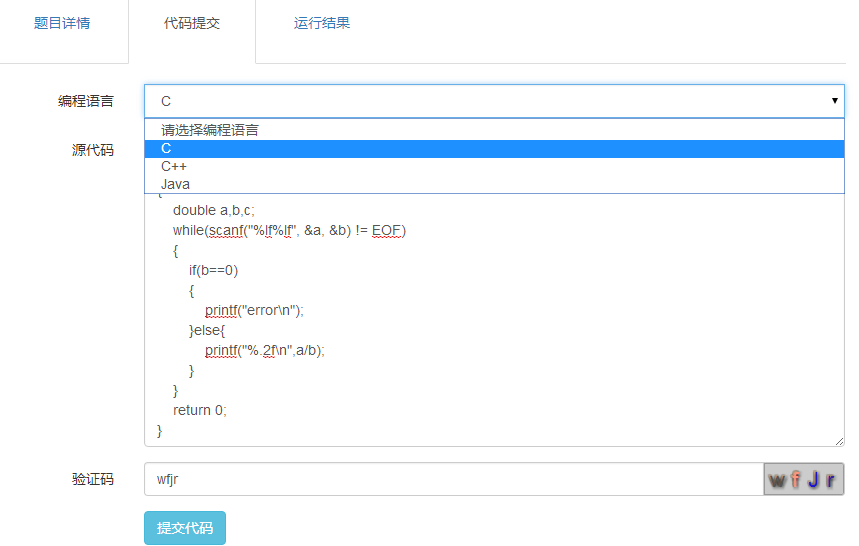 题目详情 代码提交 运行结果
编程语言 C
请选择编程语言
源代码 C
C++
Java
{
double a,b,c;
while(scanf("%lf%lf", &a, &b) != EOF)
{
if(b==0)
{
printf("error\n");
}else{
printf("%.2f\n",a/b);
}
}
return 0;
}
验证码 wfjr wfJr
提交代码